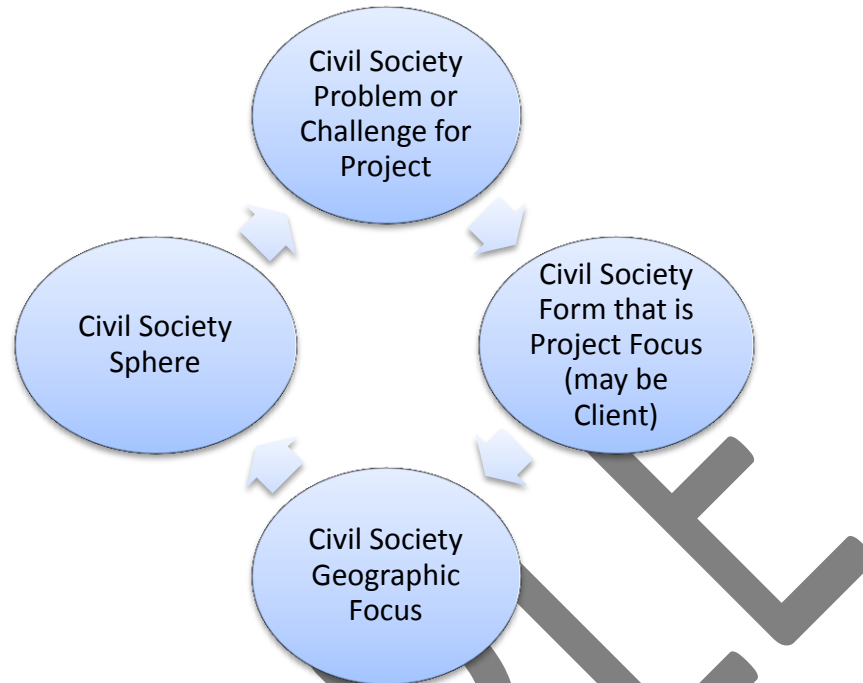 Civil Society
Problem or
Challenge for
Project
Civil Society
Form that is
Project Focus
(may be
Client)
Civil Society
Geographic
Focus
Civil Society
Sphere